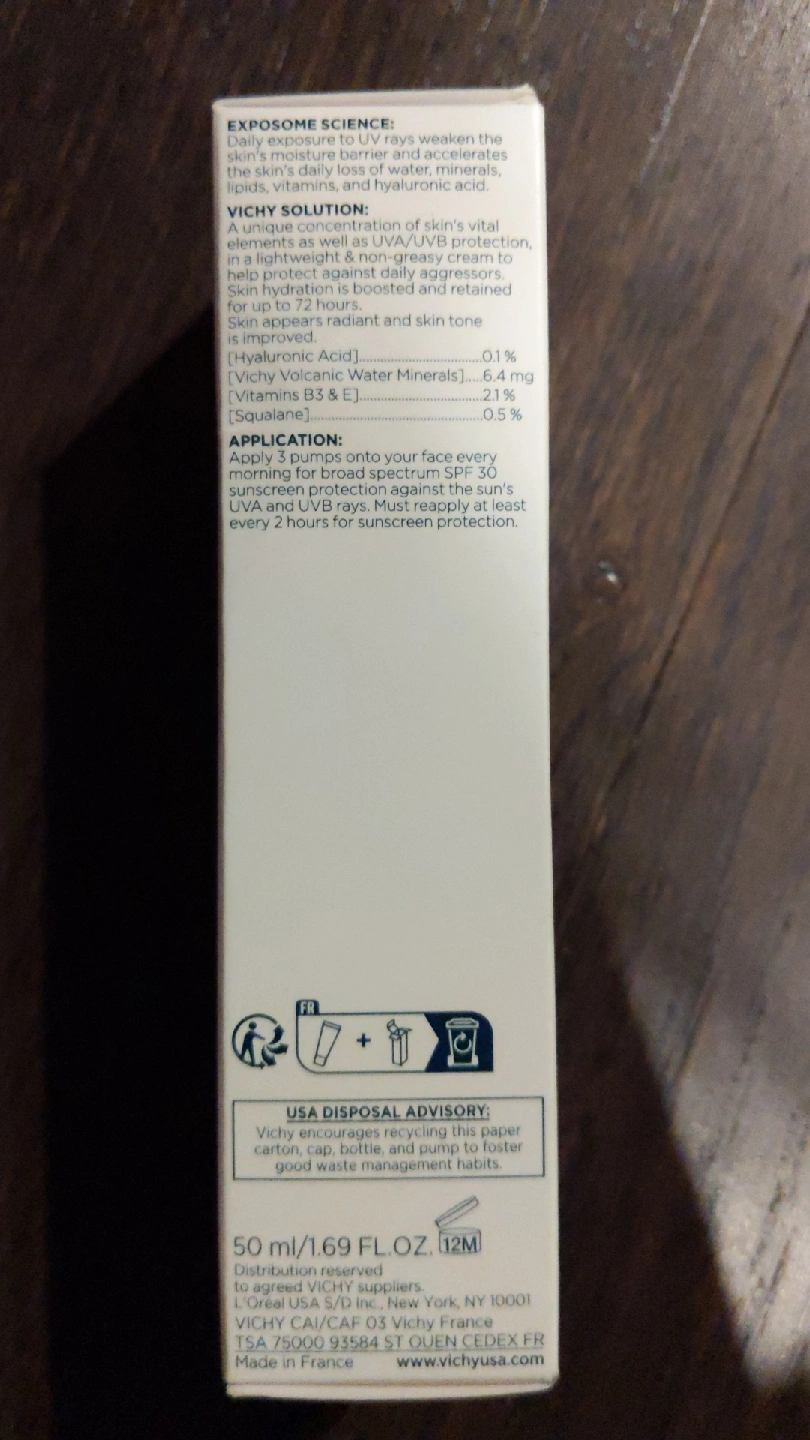 EXPOSOME SCIENCE:
Daily exposure to UV rays weaken the
skin's moisture barrier and accelerates
the skin's daily loss of water, minerals,
lipids, vitamins, and hyaluronic acid.
VICHY SOLUTION:
A unique concentration of skin's vital
elements as well as UVA/UVB protection,
in a lightweight & non-greasy cream to
help protect against daily aggressors.
Skin hydration is boosted and retained
for up to 72 hours.
Skin appears radiant and skin tone
is improved.
[Hyaluronic Acid]................................0.1 %
[Vichy Volcanic Water Minerals].....6.4 mg
[Vitamins B3 & E]................................2.1 %
[Squalane]............................................0.5 %
APPLICATION:
Apply 3 pumps onto your face every
morning for broad spectrum SPF 30
sunscreen protection against the sun's
UVA and UVB rays. Must reapply at least
every 2 hours for sunscreen protection.
FR
+
USA DISPOSAL ADVISORY:
Vichy encourages recycling this paper
carton, cap, bottle, and pump to foster
good waste management habits.
50 ml/1.69 FL.OZ. 12M
Distribution reserved
to agreed VICHY suppliers.
L'Oréal USA S/D Inc., New York, NY 10001
VICHY CAI/CAF 03 Vichy France
TSA 75000 93584 ST OUEN CEDEX FR
Made in France www.vichyusa.com